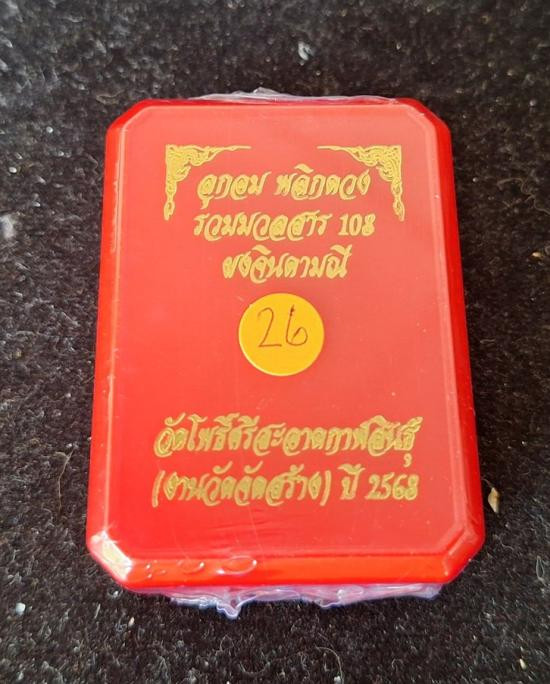 ลูกอม พลิกดวง
รวมมวลสาร 108
ผงจินดามณี
26
วัดโพธิ์ศรีสะอาดกาฬสินธุ์
(งานวัดจัดสร้าง) ปี 2568